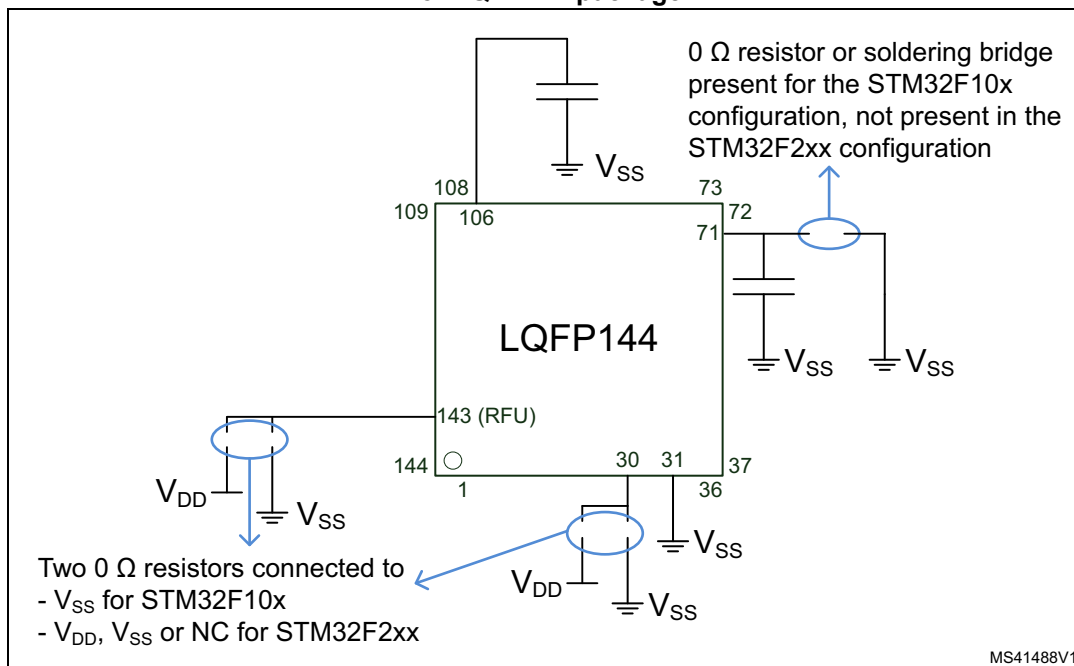 0 Ω resistor or soldering bridge
present for the STM32F10x
configuration, not present in the
STM32F2xx configuration
VSS
108
73
109
106
72
71
LQFP144
VSS
VSS
143 (RFU)
144
30
31
37
1
36
VDD
VSS
VSS
VDD
VSS
Two 0 Ω resistors connected to
- VSS for STM32F10x
- VDD, VSS or NC for STM32F2xx
MS41488V1